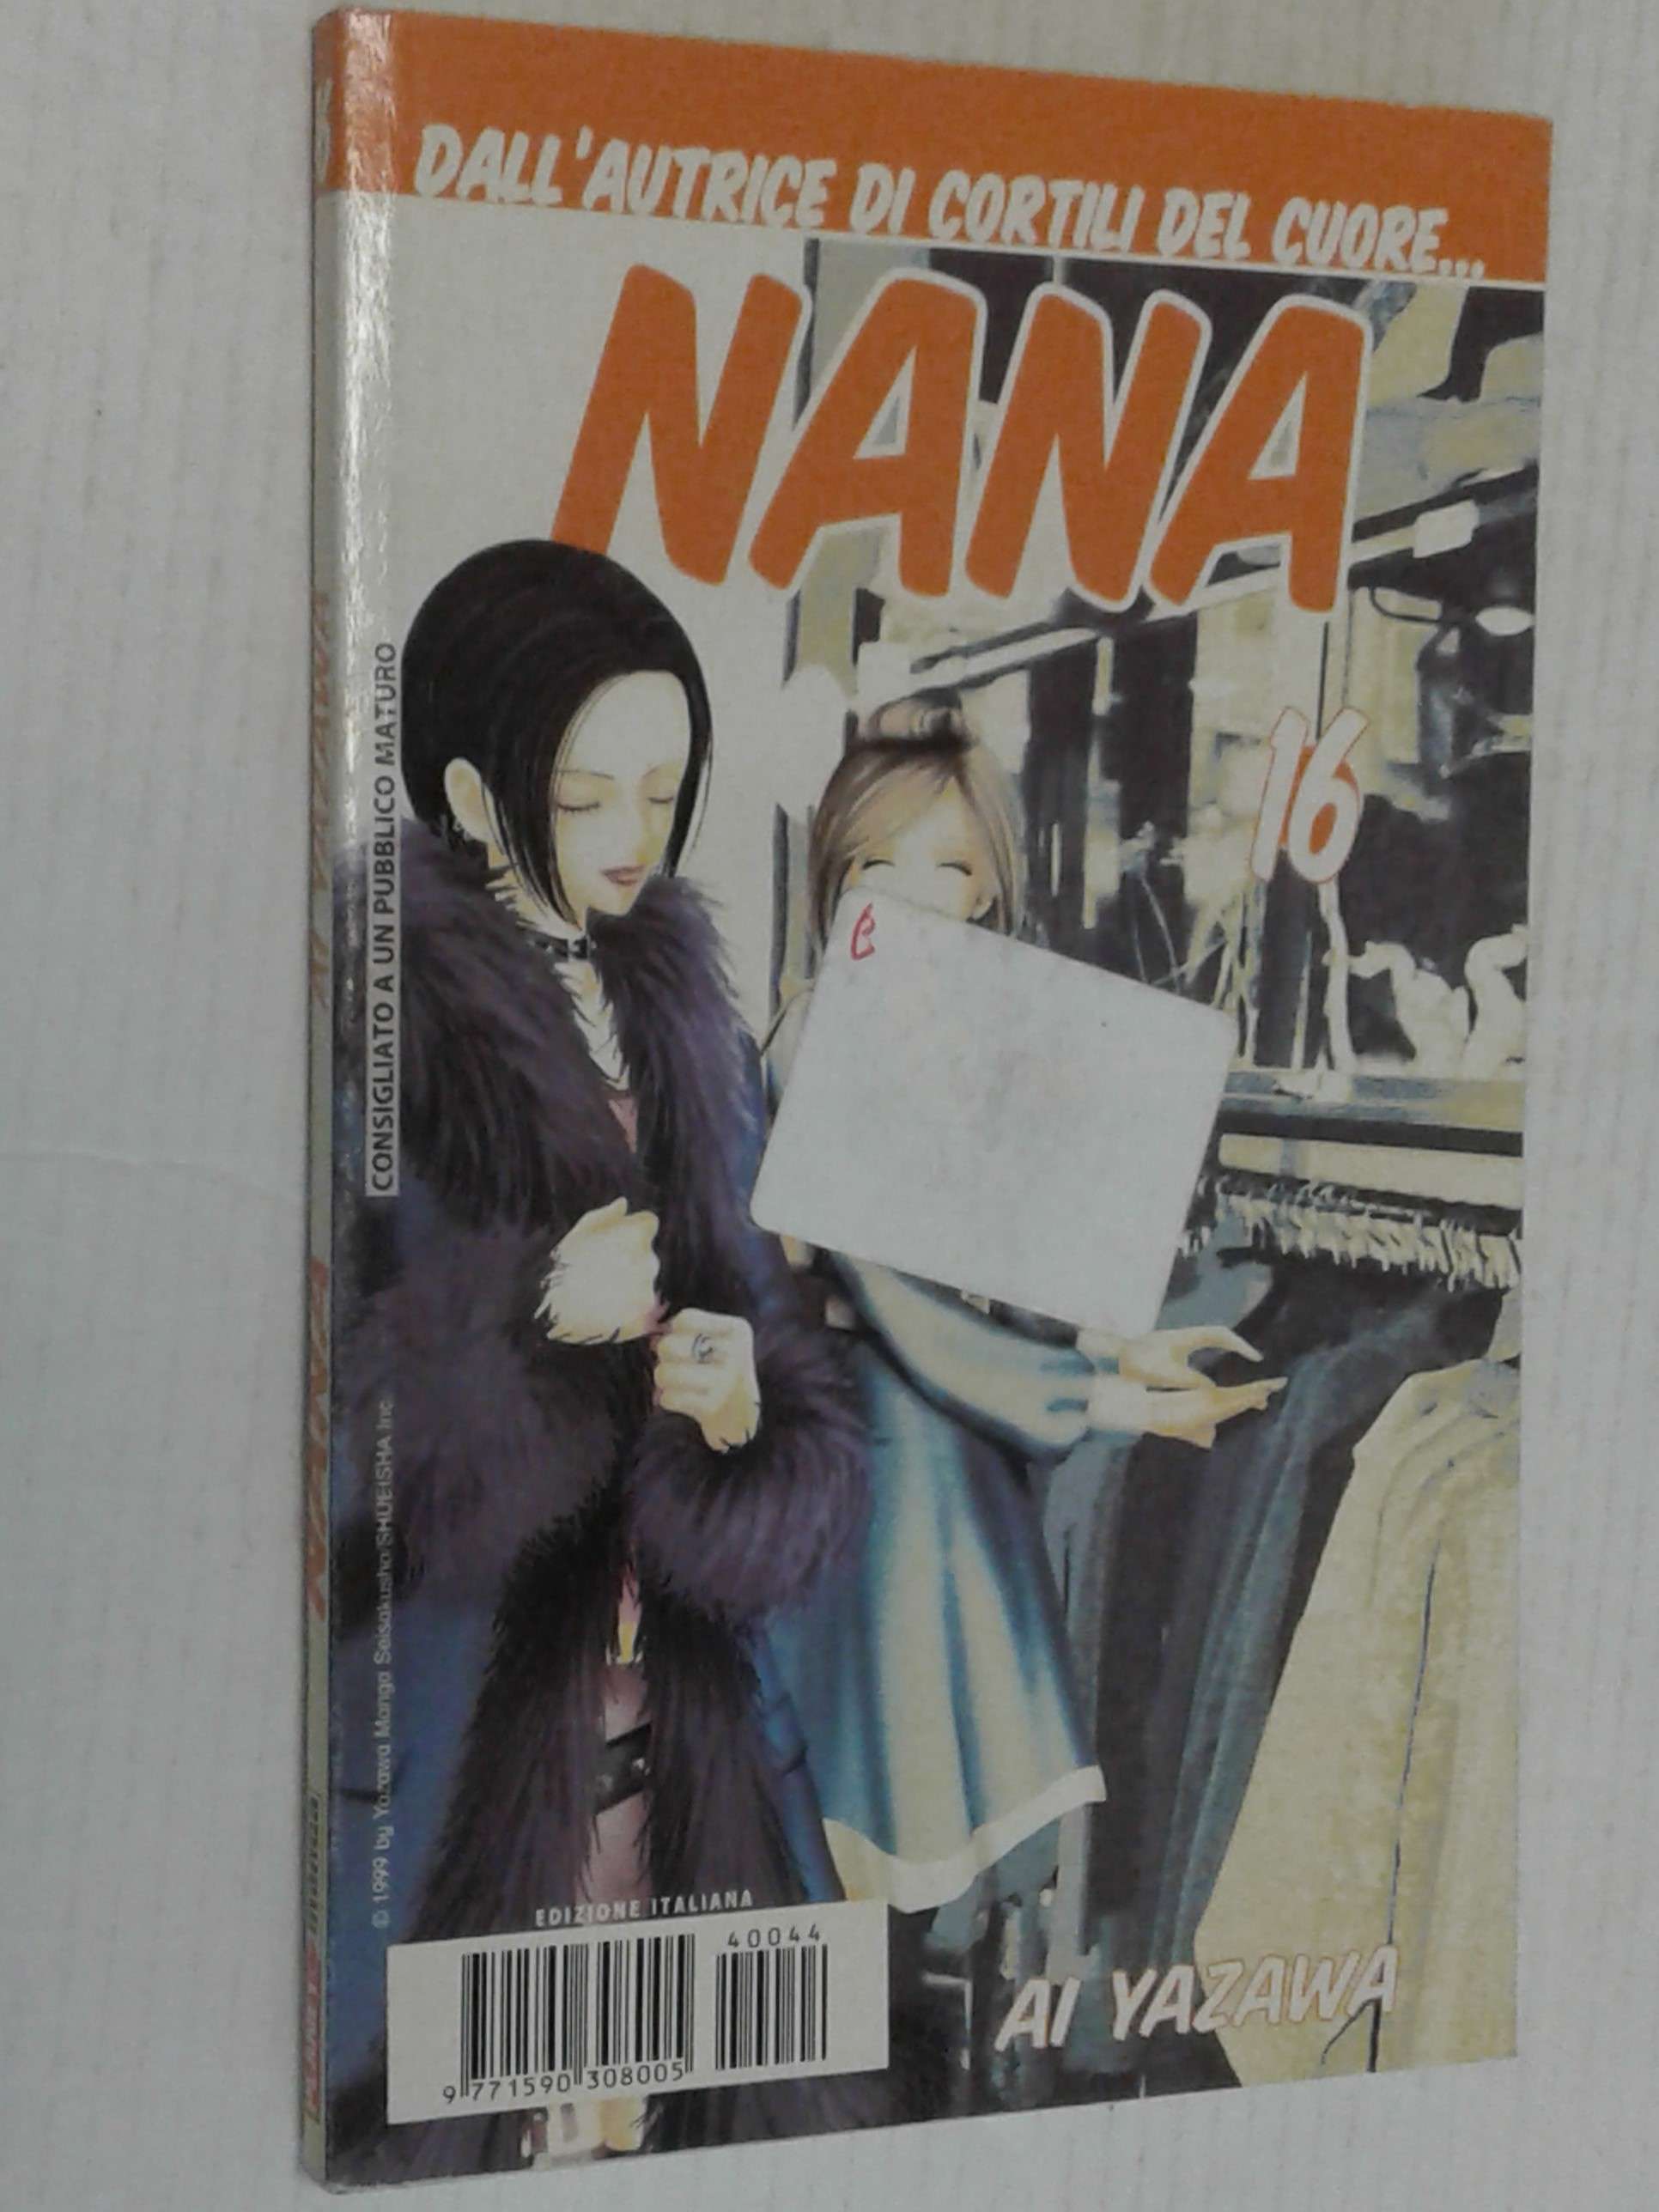 DALL'AUTRICE DI CORTILI DEL CUORE...
NANA
16
CONSIGLIATO A UN PUBBLICO MATURO
© 1999 by Yazawa Manga Seisakusho/SHUEISHA Inc.
EDIZIONE ITALIANA
40044
9 771590 308005
AI YAZAWA